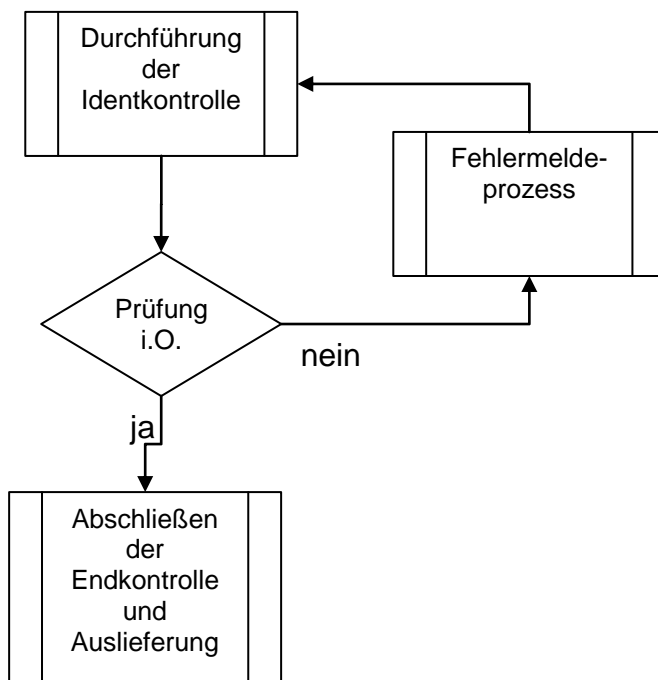 Durchführung
der
Identkontrolle
Fehlermelde-
prozess
Prüfung
i.O.
nein
ja
Abschließen
der
Endkontrolle
und
Auslieferung